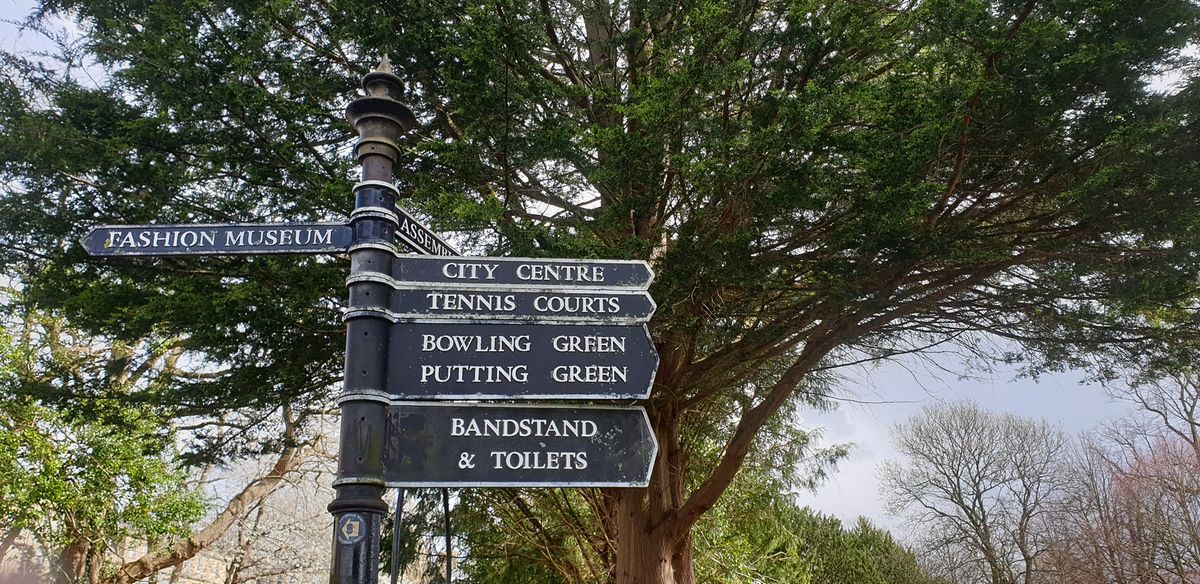 FASHION MUSEUM
CITY CENTRE
TENNIS COURTS
BOWLING GREEN
PUTTING GREEN
BANDSTAND
& TOILETS